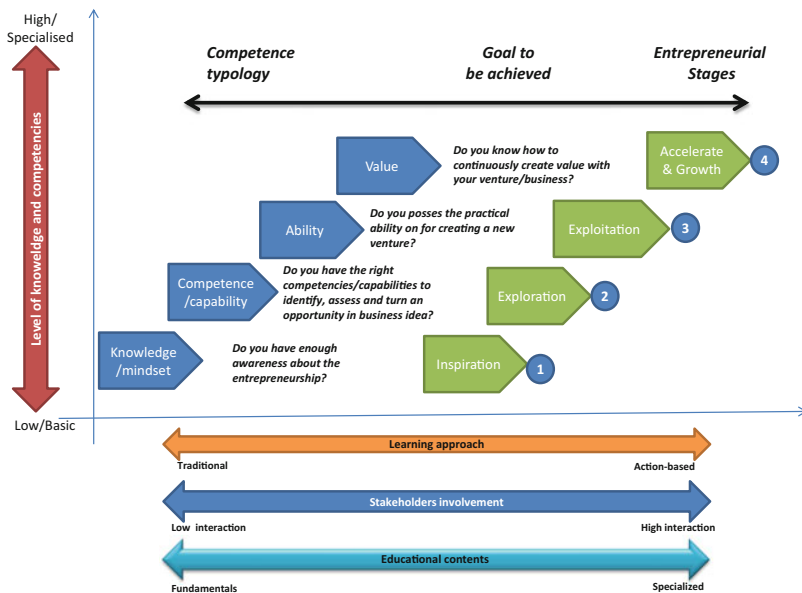 High/
Specialised
Level of knoweldge and competencies
Low/Basic
Competence
typology
Goal to
be achieved
Entrepreneurial
Stages
Value
Do you know how to
continuously create value with
your venture/business?
Accelerate
& Growth
4
Ability
Do you posses the practical
ability on for creating a new
venture?
Exploitation
3
Competence
/capability
Do you have the right
competencies/capabilities to
identify, assess and turn an
opportunity in business idea?
Exploration
2
Knowledge
/mindset
Do you have enough
awareness about the
entrepreneurship?
Inspiration
1
Learning approach
Traditional
Action-based
Stakeholders involvement
Low interaction
High interaction
Educational contents
Fundamentals
Specialized